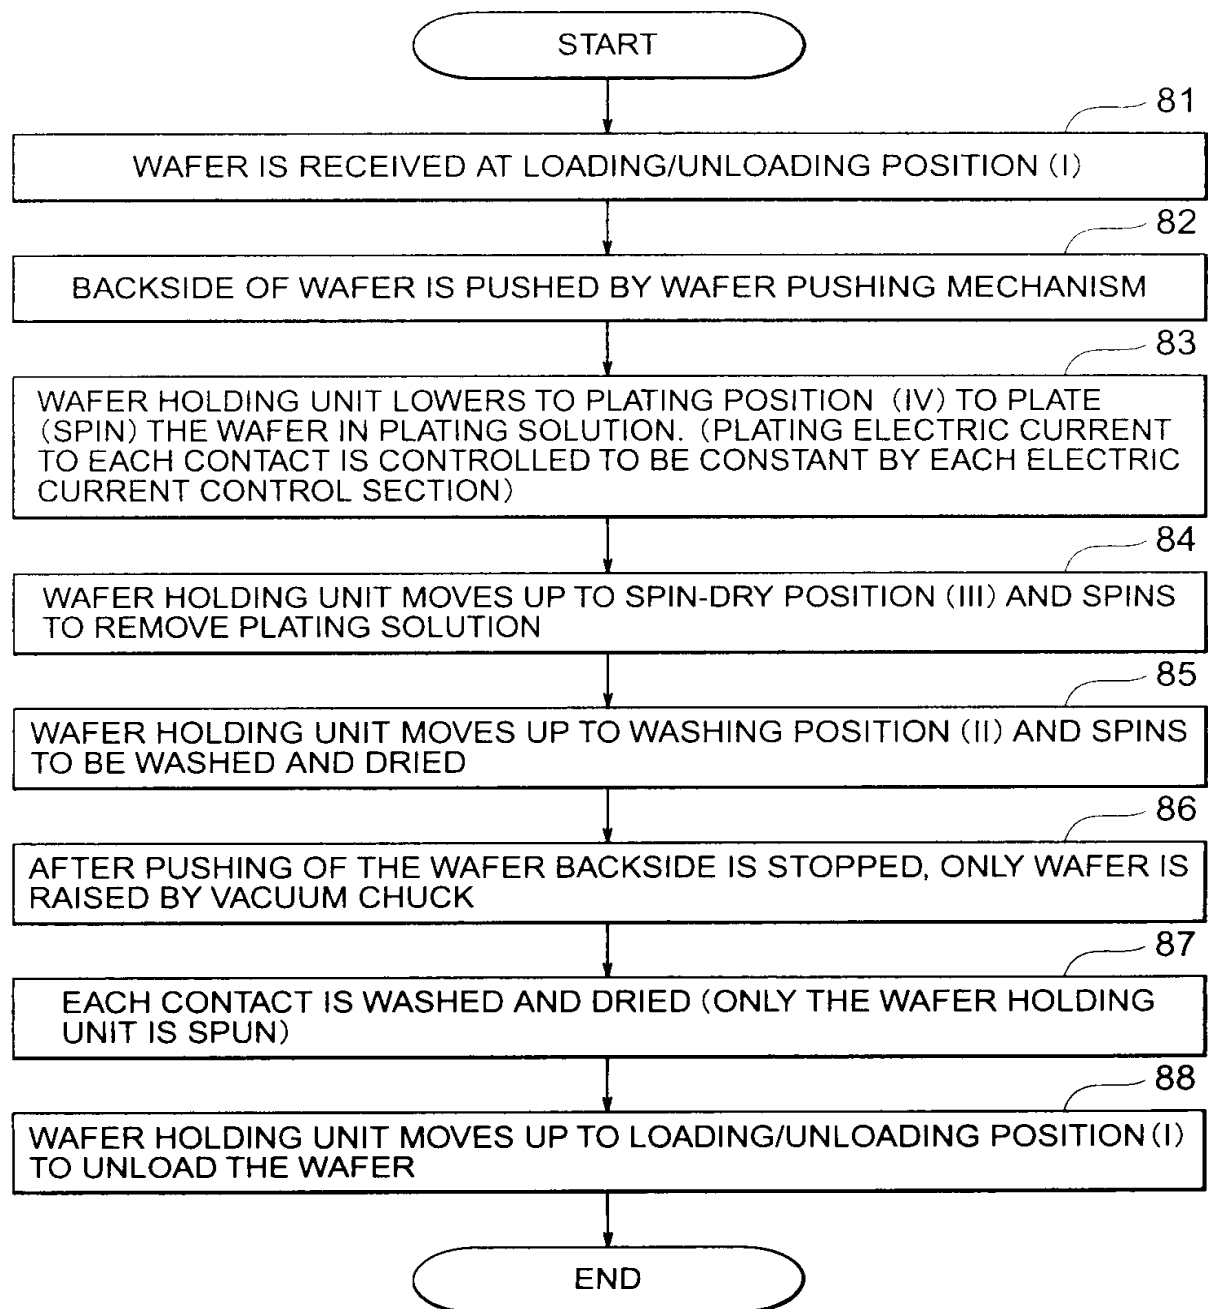 START
81
WAFER IS RECEIVED AT LOADING/UNLOADING POSITION (I)
82
BACKSIDE OF WAFER IS PUSHED BY WAFER PUSHING MECHANISM
83
WAFER HOLDING UNIT LOWERS TO PLATING POSITION (IV) TO PLATE
(SPIN) THE WAFER IN PLATING SOLUTION. (PLATING ELECTRIC CURRENT
TO EACH CONTACT IS CONTROLLED TO BE CONSTANT BY EACH ELECTRIC
CURRENT CONTROL SECTION)
84
WAFER HOLDING UNIT MOVES UP TO SPIN-DRY POSITION (III) AND SPINS
TO REMOVE PLATING SOLUTION
85
WAFER HOLDING UNIT MOVES UP TO WASHING POSITION (II) AND SPINS
TO BE WASHED AND DRIED
86
AFTER PUSHING OF THE WAFER BACKSIDE IS STOPPED, ONLY WAFER IS
RAISED BY VACUUM CHUCK
87
EACH CONTACT IS WASHED AND DRIED (ONLY THE WAFER HOLDING
UNIT IS SPUN)
88
WAFER HOLDING UNIT MOVES UP TO LOADING/UNLOADING POSITION (I)
TO UNLOAD THE WAFER
END